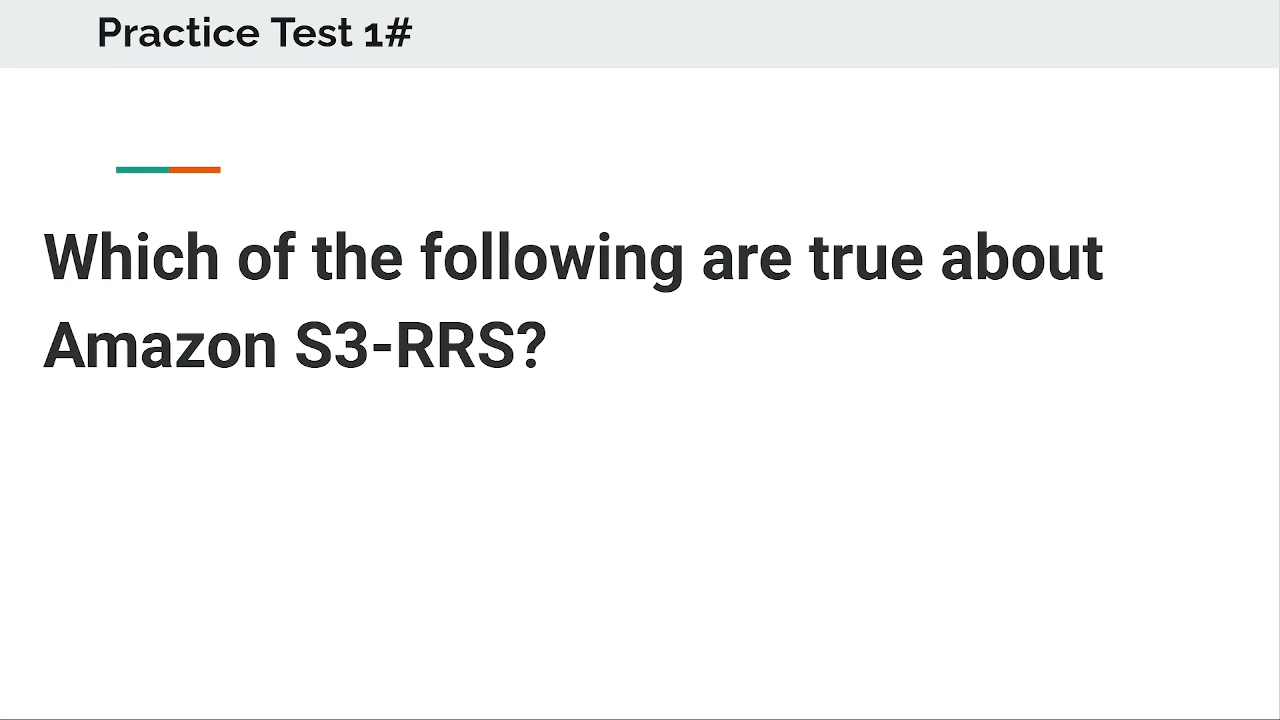 Practice Test 1#
Which of the following are true about
Amazon S3-RRS?